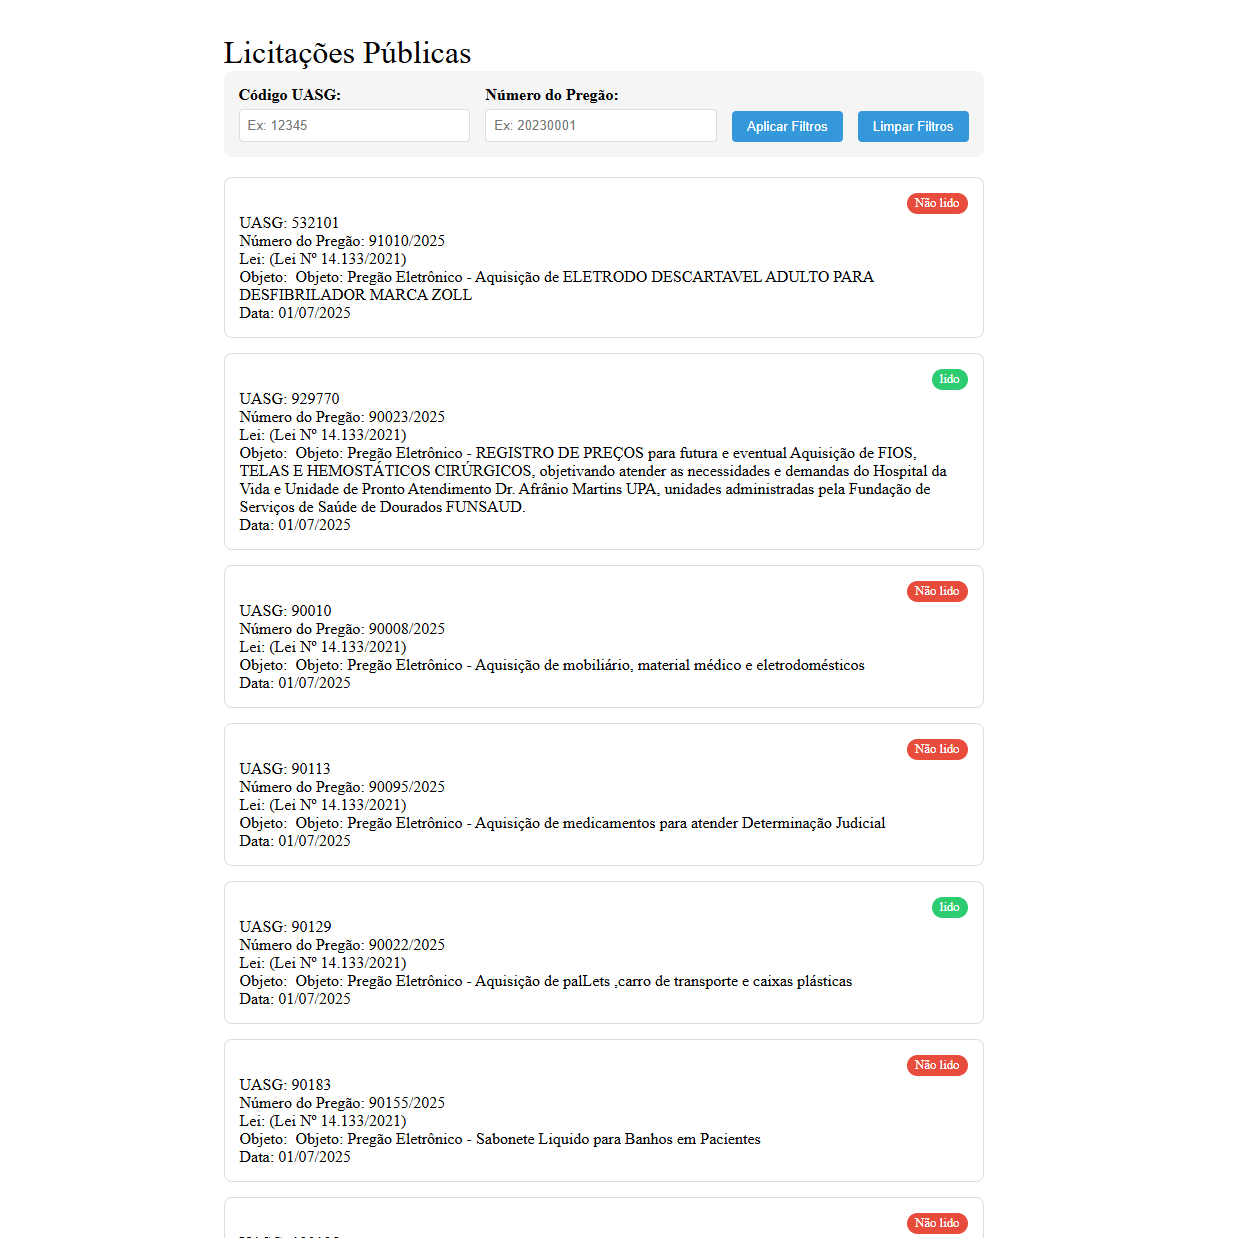 Licitações Públicas
Código UASG:
Número do Pregão:
Ex: 12345
Ex: 20230001
Aplicar Filtros
Limpar Filtros
Não lido
UASG: 532101
Número do Pregão: 91010/2025
Lei: (Lei Nº 14.133/2021)
Objeto:  Objeto: Pregão Eletrônico - Aquisição de ELETRODO DESCARTAVEL ADULTO PARA
DESFIBRILADOR MARCA ZOLL
Data: 01/07/2025
lido
UASG: 929770
Número do Pregão: 90023/2025
Lei: (Lei Nº 14.133/2021)
Objeto:  Objeto: Pregão Eletrônico - REGISTRO DE PREÇOS para futura e eventual Aquisição de FIOS,
TELAS E HEMOSTÁTICOS CIRÚRGICOS, objetivando atender as necessidades e demandas do Hospital da
Vida e Unidade de Pronto Atendimento Dr. Afrânio Martins UPA, unidades administradas pela Fundação de
Serviços de Saúde de Dourados FUNSAUD.
Data: 01/07/2025
Não lido
UASG: 90010
Número do Pregão: 90008/2025
Lei: (Lei Nº 14.133/2021)
Objeto:  Objeto: Pregão Eletrônico - Aquisição de mobiliário, material médico e eletrodomésticos
Data: 01/07/2025
Não lido
UASG: 90113
Número do Pregão: 90095/2025
Lei: (Lei Nº 14.133/2021)
Objeto:  Objeto: Pregão Eletrônico - Aquisição de medicamentos para atender Determinação Judicial
Data: 01/07/2025
lido
UASG: 90129
Número do Pregão: 90022/2025
Lei: (Lei Nº 14.133/2021)
Objeto:  Objeto: Pregão Eletrônico - Aquisição de palLets ,carro de transporte e caixas plásticas
Data: 01/07/2025
Não lido
UASG: 90183
Número do Pregão: 90155/2025
Lei: (Lei Nº 14.133/2021)
Objeto:  Objeto: Pregão Eletrônico - Sabonete Liquido para Banhos em Pacientes
Data: 01/07/2025
Não lido